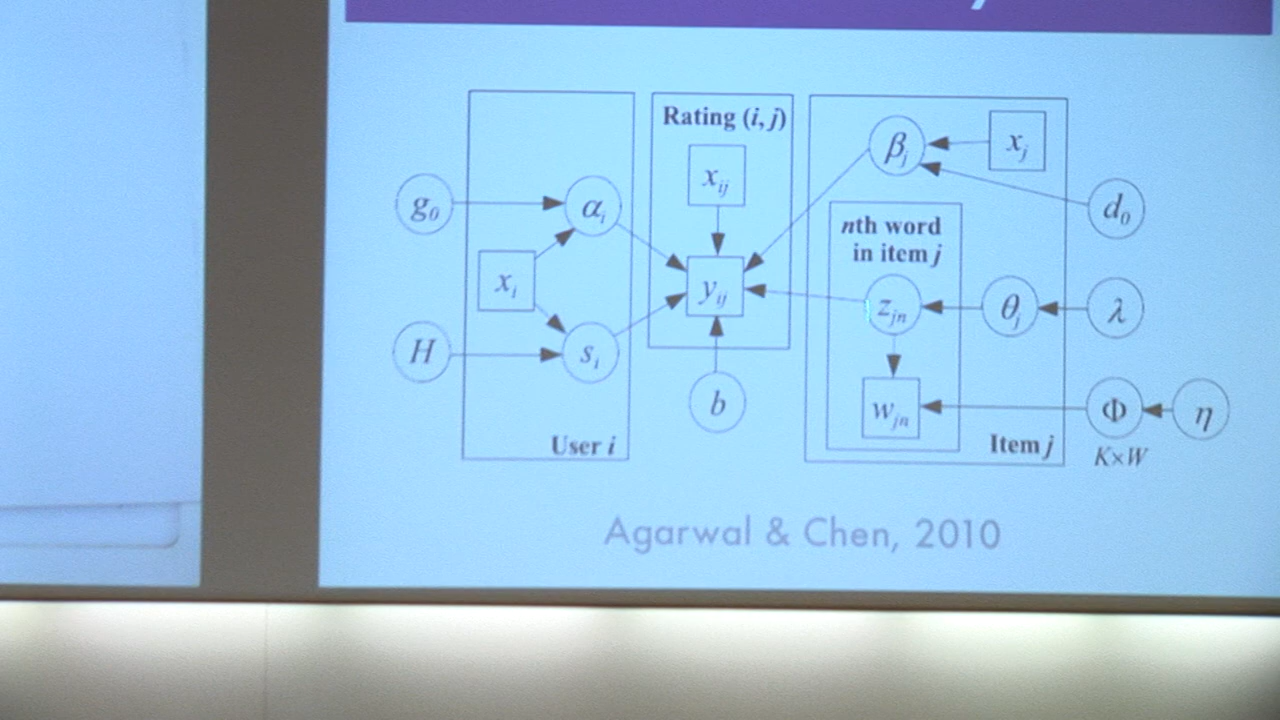 Rating (i, j)
x_ij
β_j
x_j
g_0
α_i
d_0
nth word
in item j
x_i
y_ij
z_jn
θ_j
λ
H
s_i
b
w_jn
Φ
η
User i
Item j
K×W
Agarwal & Chen, 2010